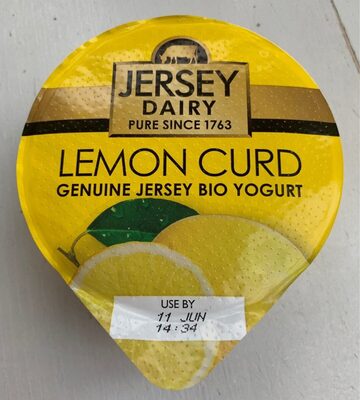 JERSEY
DAIRY
PURE SINCE 1763
LEMON CURD
GENUINE JERSEY BIO YOGURT
USE BY
11 JUN
14:34